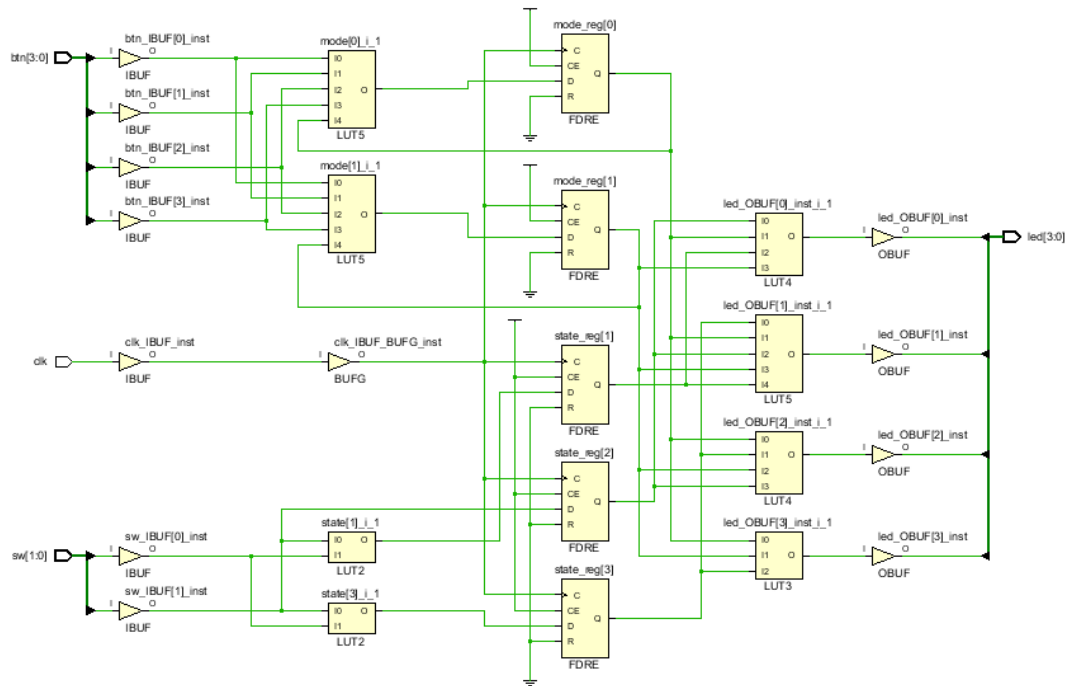 btn[3:0]
btn_IBUF[0]_inst
I
O
IBUF
btn_IBUF[1]_inst
I
O
IBUF
btn_IBUF[2]_inst
I
O
IBUF
btn_IBUF[3]_inst
I
O
IBUF
mode[0]_i_1
I0
I1
I2
I3
I4
O
LUT5
mode[1]_i_1
I0
I1
I2
I3
I4
O
LUT5
mode_reg[0]
C
CE
D
R
Q
FDRE
mode_reg[1]
C
CE
D
R
Q
FDRE
clk
clk_IBUF_inst
I
O
IBUF
clk_IBUF_BUFG_inst
I
O
BUFG
state_reg[1]
C
CE
D
R
Q
FDRE
state_reg[2]
C
CE
D
R
Q
FDRE
sw[1:0]
sw_IBUF[0]_inst
I
O
IBUF
sw_IBUF[1]_inst
I
O
IBUF
state[1]_i_1
I0
I1
O
LUT2
state[3]_i_1
I0
I1
O
LUT2
state_reg[3]
C
CE
D
R
Q
FDRE
led_OBUF[0]_inst_i_1
I0
I1
I2
I3
O
LUT4
led_OBUF[1]_inst_i_1
I0
I1
I2
I3
I4
O
LUT5
led_OBUF[2]_inst_i_1
I0
I1
I2
I3
O
LUT4
led_OBUF[3]_inst_i_1
I0
I1
I2
O
LUT3
led_OBUF[0]_inst
I
O
OBUF
led_OBUF[1]_inst
I
O
OBUF
led_OBUF[2]_inst
I
O
OBUF
led_OBUF[3]_inst
I
O
OBUF
led[3:0]